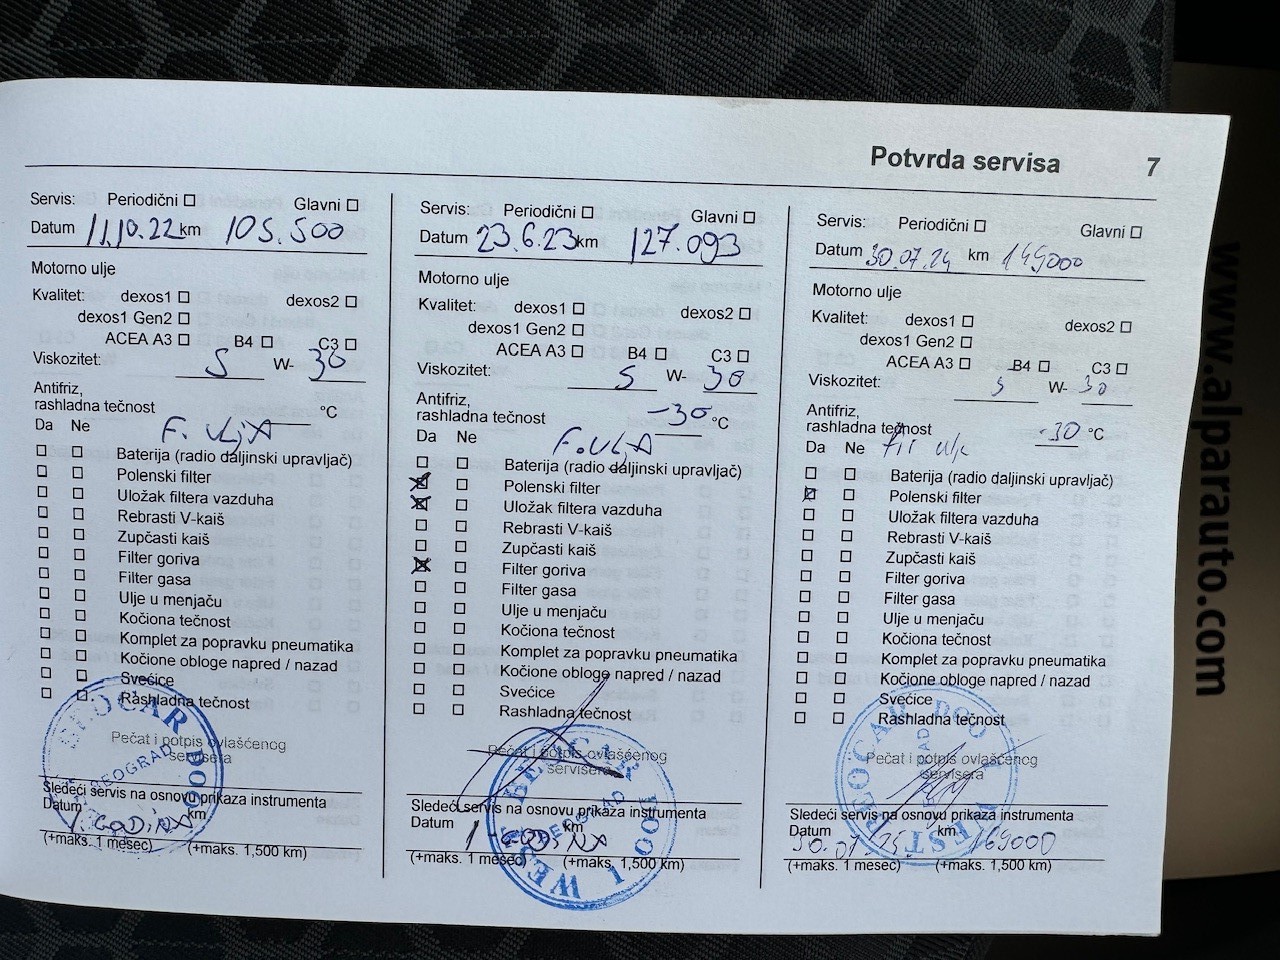 Potvrda servisa 7
Servis: Periodični Glavni
Datum 11.10.22 km 105.500
Motorno ulje
Kvalitet: dexos1 dexos2
dexos1 Gen2
ACEA A3 B4 C3
Viskozitet: 5 W- 30
Antifriz,
rashladna tečnost °C
Da Ne F. ULJA
Baterija (radio daljinski upravljač)
Polenski filter
Uložak filtera vazduha
Rebrasti V-kaiš
Zupčasti kaiš
Filter goriva
Filter gasa
Ulje u menjaču
Kočiona tečnost
Komplet za popravku pneumatika
Kočione obloge napred / nazad
Svećice
Rashladna tečnost
Pečat i potpis ovlašćenog
servisera
BEOGRAD
DOO
Sledeći servis na osnovu prikaza instrumenta
Datum km
1. GODINA
(+maks. 1 mesec) (+maks. 1,500 km)
Servis: Periodični Glavni
Datum 23.6.23 km 127.093
Motorno ulje
Kvalitet: dexos1 dexos2
dexos1 Gen2
ACEA A3 B4 C3
Viskozitet: 5 W- 30
Antifriz,
rashladna tečnost -30 °C
Da Ne F. ULJA
Baterija (radio daljinski upravljač)
Polenski filter
Uložak filtera vazduha
Rebrasti V-kaiš
Zupčasti kaiš
Filter goriva
Filter gasa
Ulje u menjaču
Kočiona tečnost
Komplet za popravku pneumatika
Kočione obloge napred / nazad
Svećice
Rashladna tečnost
Pečat i potpis ovlašćenog
servisera
BEOGRAD
Sledeći servis na osnovu prikaza instrumenta
Datum km
1 GODINA
(+maks. 1 mesec) (+maks. 1,500 km)
Servis: Periodični Glavni
Datum 30.07.24 km 149000
Motorno ulje
Kvalitet: dexos1 dexos2
dexos1 Gen2
ACEA A3 B4 C3
Viskozitet: 5 W- 30
Antifriz,
rashladna tečnost -30 °C
Da Ne
Baterija (radio daljinski upravljač)
Polenski filter
Uložak filtera vazduha
Rebrasti V-kaiš
Zupčasti kaiš
Filter goriva
Filter gasa
Ulje u menjaču
Kočiona tečnost
Komplet za popravku pneumatika
Kočione obloge napred / nazad
Svećice
Rashladna tečnost
Pečat i potpis ovlašćenog
servisera
DOO
WEST
Sledeći servis na osnovu prikaza instrumenta
Datum km
169000
(+maks. 1 mesec) (+maks. 1,500 km)
www.alparauto.com